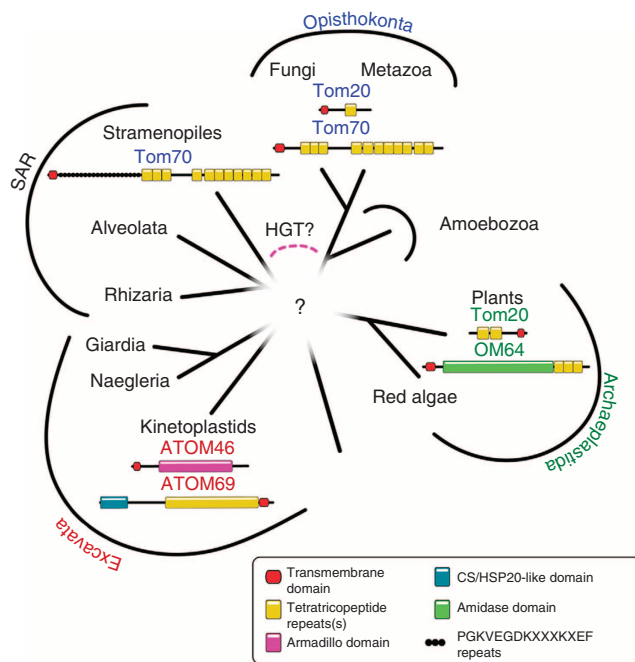 Opisthokonta
Fungi Metazoa
Tom20
Tom70
SAR
Stramenopiles
Tom70
Alveolata
HGT?
Amoebozoa
Rhizaria
?
Plants
Tom20
OM64
Giardia
Naegleria
Red algae
Archaeplastida
Kinetoplastids
ATOM46
ATOM69
Excavata
Transmembrane
domain
CS/HSP20-like domain
Tetratricopeptide
repeats(s)
Amidase domain
Armadillo domain
PGKVEGDKXXXKXEF
repeats